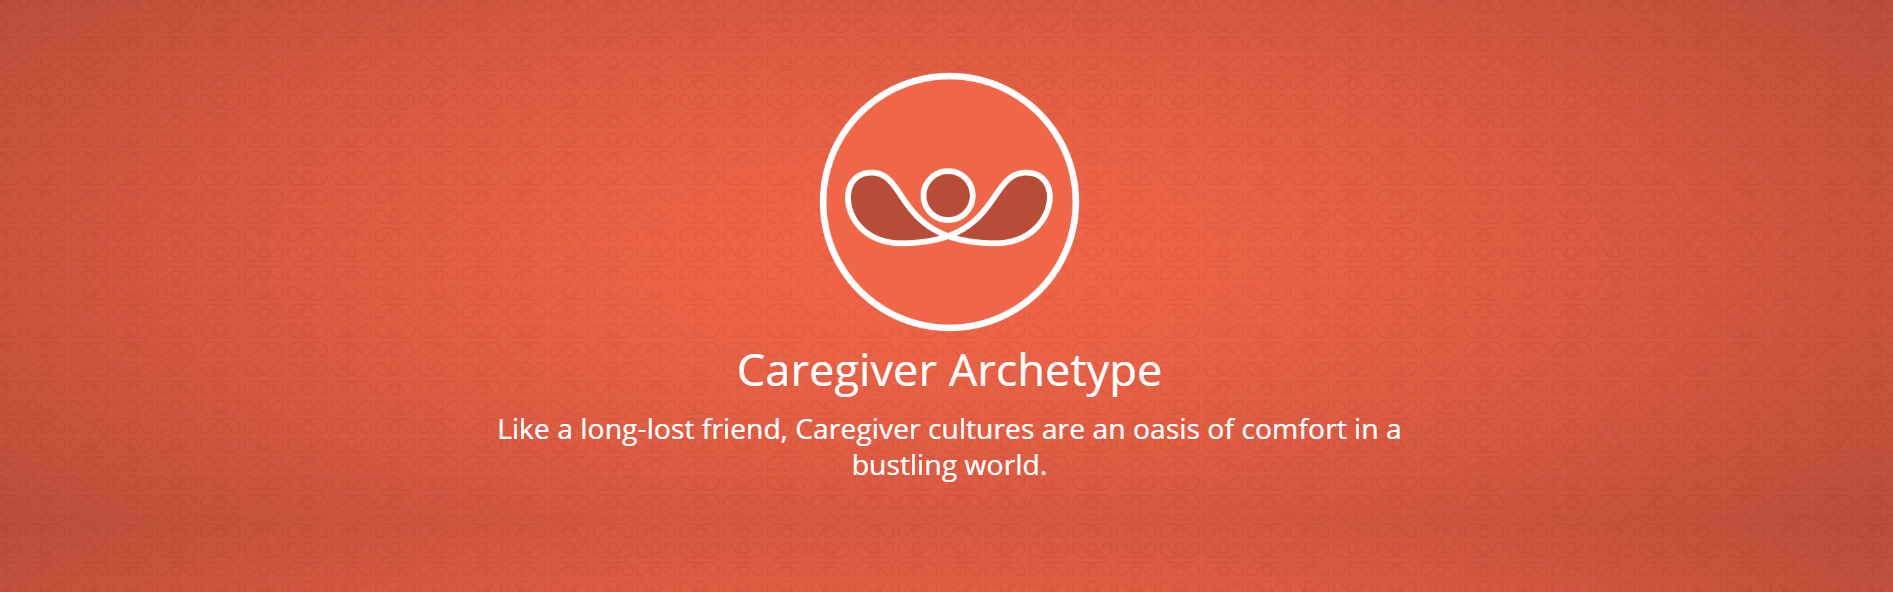 Caregiver Archetype
Like a long-lost friend, Caregiver cultures are an oasis of comfort in a
bustling world.